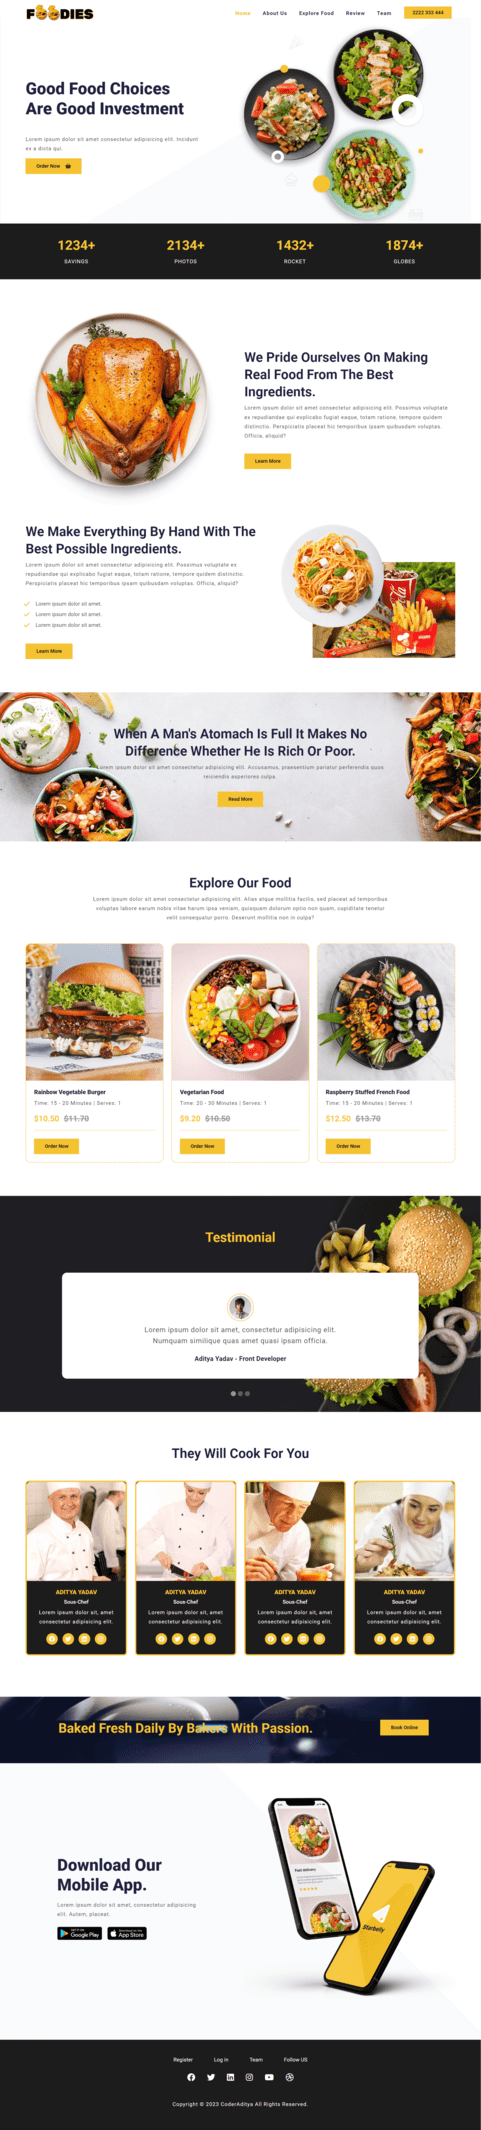 FOODIES
Home
About Us
Explore Food
Review
Team
2222 333 444
Good Food Choices
Are Good Investment
Lorem ipsum dolor sit amet consectetur adipisicing elit. Incidunt
ex a dicta qui.
Order Now
1234+
2134+
1432+
1874+
SAVINGS
PHOTOS
ROCKET
GLOBES
We Pride Ourselves On Making
Real Food From The Best
Ingredients.
Lorem ipsum dolor sit amet consectetur adipisicing elit. Possimus voluptate
ex repudiandae qui explicabo fugiat eaque, totam ratione, tempore quidem
distinctio. Perspiciatis placeat hic temporibus ipsam quibusdam voluptas.
Officia, aliquid?
Learn More
We Make Everything By Hand With The
Best Possible Ingredients.
Lorem ipsum dolor sit amet consectetur adipisicing elit. Possimus voluptate ex
repudiandae qui explicabo fugiat eaque, totam ratione, tempore quidem distinctio.
Perspiciatis placeat hic temporibus ipsam quibusdam voluptas. Officia, aliquid?
Lorem ipsum dolor sit amet.
Lorem ipsum dolor sit amet.
Lorem ipsum dolor sit amet.
Learn More
When A Man's Atomach Is Full It Makes No
Difference Whether He Is Rich Or Poor.
Lorem ipsum dolor sit amet consectetur adipisicing elit. Accusamus, praesentium pariatur perferendis quos
reiciendis asperiores culpa.
Read More
Explore Our Food
Lorem ipsum dolor sit amet consectetur adipisicing elit. Alias atque mollitia facilis, sed placeat ad temporibus
voluptas labore earum nobis vitae harum ipsa veniam, quisquam dolorum optio non quam, cupiditate tenetur
velit consequatur porro. Deserunt mollitia non in culpa?
GOURMET
BURGER
KITCHEN
Rainbow Vegetable Burger
Time: 15 - 20 Minutes | Serves: 1
$10.50 $11.70
Order Now
Vegetarian Food
Time: 20 - 30 Minutes | Serves: 1
$9.20 $10.50
Order Now
Raspberry Stuffed French Food
Time: 15 - 20 Minutes | Serves: 1
$12.50 $13.70
Order Now
Testimonial
Lorem ipsum dolor sit amet, consectetur adipisicing elit.
Numquam similique quas amet quasi ipsam officia.
Aditya Yadav - Front Developer
They Will Cook For You
ADITYA YADAV
Sous-Chef
Lorem ipsum dolor sit, amet
consectetur adipisicing elit.
ADITYA YADAV
Sous-Chef
Lorem ipsum dolor sit, amet
consectetur adipisicing elit.
ADITYA YADAV
Sous-Chef
Lorem ipsum dolor sit, amet
consectetur adipisicing elit.
ADITYA YADAV
Sous-Chef
Lorem ipsum dolor sit, amet
consectetur adipisicing elit.
Baked Fresh Daily By Bakers With Passion.
Book Online
Download Our
Mobile App.
Lorem ipsum dolor sit amet, consectetur adipisicing
elit. Autem, placeat.
GET IT ON
Google Play
Download on the
App Store
Fast delivery
Starbelly
Register
Log in
Team
Follow US
Copyright © 2023 CoderAditya All Rights Reserved.